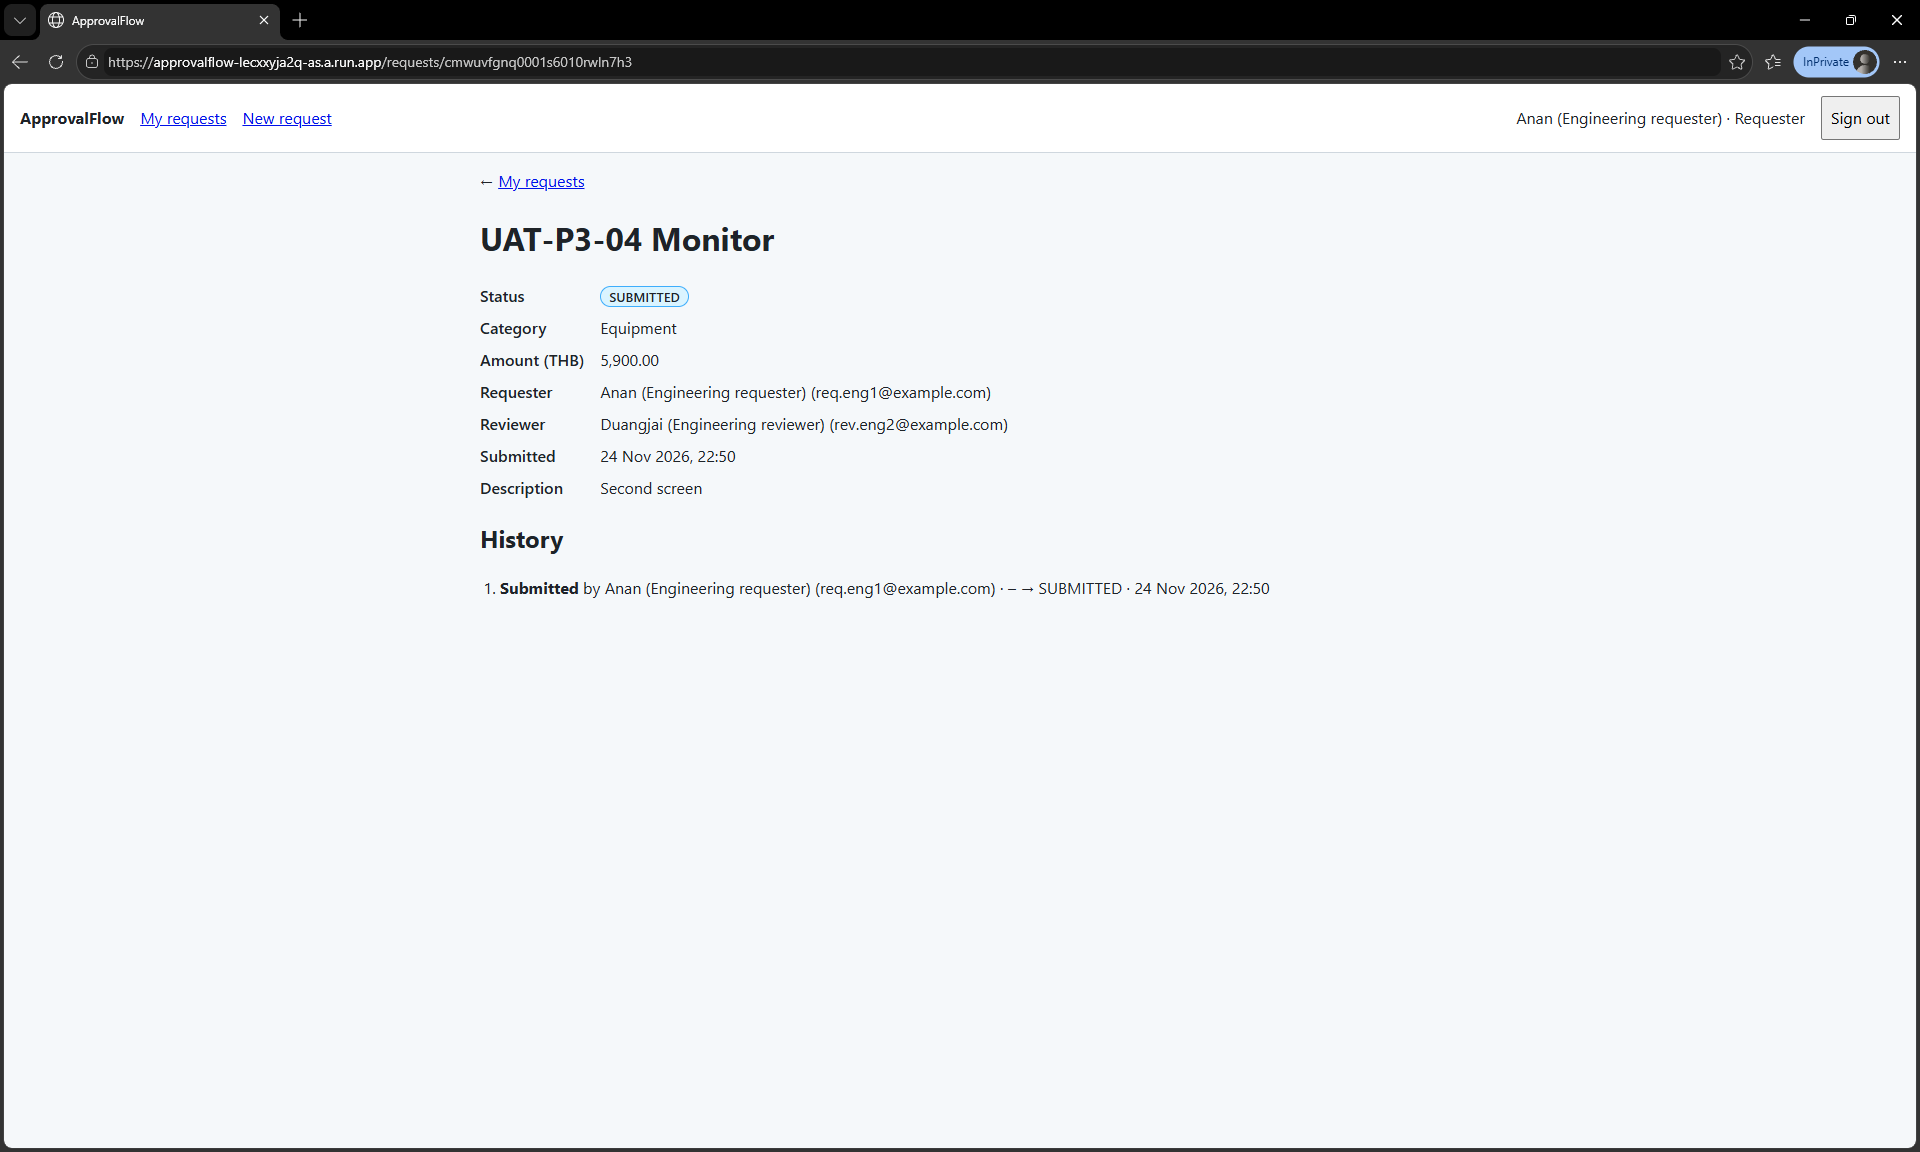 ApprovalFlow
https://approvalflow-lecxxyja2q-as.a.run.app/requests/cmwuvfgnq0001s6010rwln7h3
InPrivate
ApprovalFlow My requests New request Anan (Engineering requester) · Requester Sign out
← My requests
UAT-P3-04 Monitor
Status SUBMITTED
Category Equipment
Amount (THB) 5,900.00
Requester Anan (Engineering requester) (req.eng1@example.com)
Reviewer Duangjai (Engineering reviewer) (rev.eng2@example.com)
Submitted 24 Nov 2026, 22:50
Description Second screen
History
1. Submitted by Anan (Engineering requester) (req.eng1@example.com) · – → SUBMITTED · 24 Nov 2026, 22:50